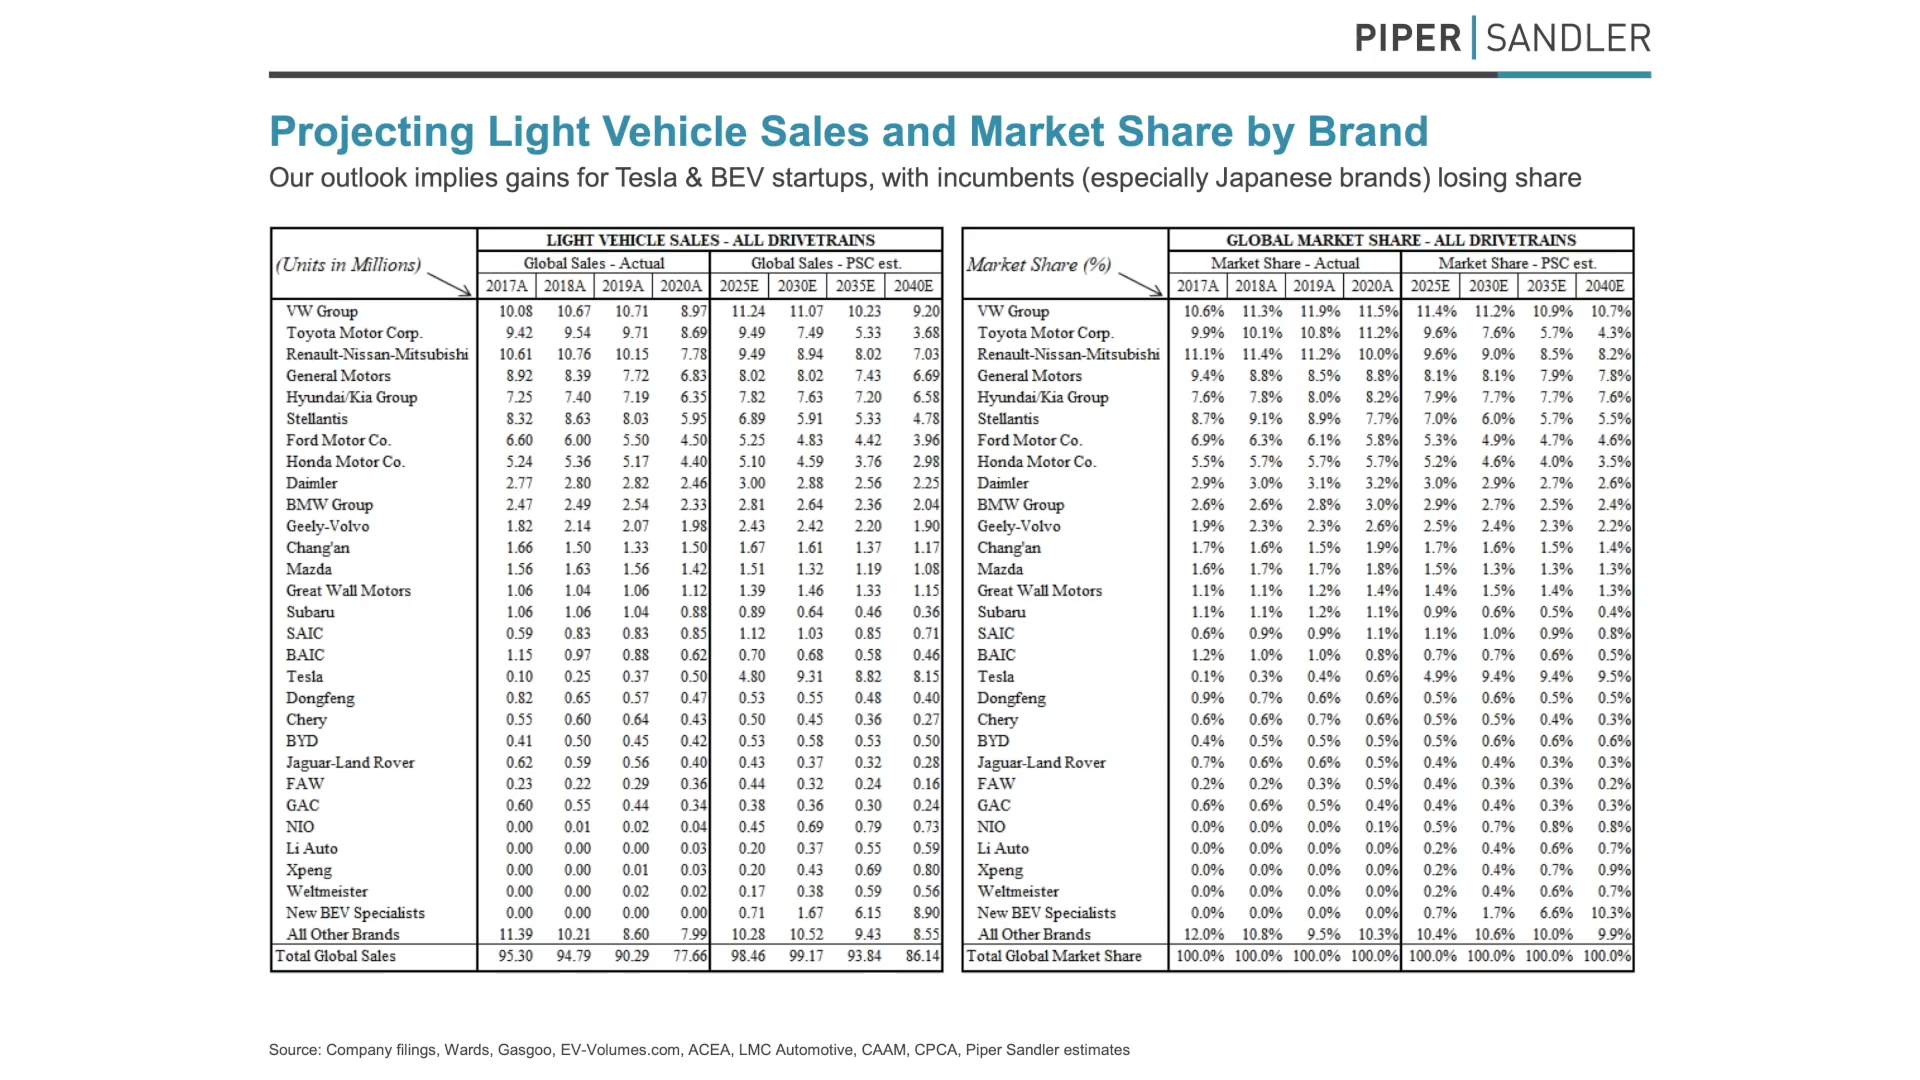 PIPER | SANDLER
Projecting Light Vehicle Sales and Market Share by Brand
Our outlook implies gains for Tesla & BEV startups, with incumbents (especially Japanese brands) losing share
(Units in Millions)
LIGHT VEHICLE SALES - ALL DRIVETRAINS
Global Sales - Actual Global Sales - PSC est.
2017A 2018A 2019A 2020A 2025E 2030E 2035E 2040E
VW Group 10.08 10.67 10.71 8.97 11.24 11.07 10.23 9.20
Toyota Motor Corp. 9.42 9.54 9.71 8.69 9.49 7.49 5.33 3.68
Renault-Nissan-Mitsubishi 10.61 10.76 10.15 7.78 9.49 8.94 8.02 7.03
General Motors 8.92 8.39 7.72 6.83 8.02 8.02 7.43 6.69
Hyundai/Kia Group 7.25 7.40 7.19 6.35 7.82 7.63 7.20 6.58
Stellantis 8.32 8.63 8.03 5.95 6.89 5.91 5.33 4.78
Ford Motor Co. 6.60 6.00 5.50 4.50 5.25 4.83 4.42 3.96
Honda Motor Co. 5.24 5.36 5.17 4.40 5.10 4.59 3.76 2.98
Daimler 2.77 2.80 2.82 2.46 3.00 2.88 2.56 2.25
BMW Group 2.47 2.49 2.54 2.33 2.81 2.64 2.36 2.04
Geely-Volvo 1.82 2.14 2.07 1.98 2.43 2.42 2.20 1.90
Chang'an 1.66 1.50 1.33 1.50 1.67 1.61 1.37 1.17
Mazda 1.56 1.63 1.56 1.42 1.51 1.32 1.19 1.08
Great Wall Motors 1.06 1.04 1.06 1.12 1.39 1.46 1.33 1.15
Subaru 1.06 1.06 1.04 0.88 0.89 0.64 0.46 0.36
SAIC 0.59 0.83 0.83 0.85 1.12 1.03 0.85 0.71
BAIC 1.15 0.97 0.88 0.62 0.70 0.68 0.58 0.46
Tesla 0.10 0.25 0.37 0.50 4.80 9.31 8.82 8.15
Dongfeng 0.82 0.65 0.57 0.47 0.53 0.55 0.48 0.40
Chery 0.55 0.60 0.64 0.43 0.50 0.45 0.36 0.27
BYD 0.41 0.50 0.45 0.42 0.53 0.58 0.53 0.50
Jaguar-Land Rover 0.62 0.59 0.56 0.40 0.43 0.37 0.32 0.28
FAW 0.23 0.22 0.29 0.36 0.44 0.32 0.24 0.16
GAC 0.60 0.55 0.44 0.34 0.38 0.36 0.30 0.24
NIO 0.00 0.01 0.02 0.04 0.45 0.69 0.79 0.73
Li Auto 0.00 0.00 0.00 0.03 0.20 0.37 0.55 0.59
Xpeng 0.00 0.00 0.01 0.03 0.20 0.43 0.69 0.80
Weltmeister 0.00 0.00 0.02 0.02 0.17 0.38 0.59 0.56
New BEV Specialists 0.00 0.00 0.00 0.00 0.71 1.67 6.15 8.90
All Other Brands 11.39 10.21 8.60 7.99 10.28 10.52 9.43 8.55
Total Global Sales 95.30 94.79 90.29 77.66 98.46 99.17 93.84 86.14
Market Share (%)
GLOBAL MARKET SHARE - ALL DRIVETRAINS
Market Share - Actual Market Share - PSC est.
2017A 2018A 2019A 2020A 2025E 2030E 2035E 2040E
VW Group 10.6% 11.3% 11.9% 11.5% 11.4% 11.2% 10.9% 10.7%
Toyota Motor Corp. 9.9% 10.1% 10.8% 11.2% 9.6% 7.6% 5.7% 4.3%
Renault-Nissan-Mitsubishi 11.1% 11.4% 11.2% 10.0% 9.6% 9.0% 8.5% 8.2%
General Motors 9.4% 8.8% 8.5% 8.8% 8.1% 8.1% 7.9% 7.8%
Hyundai/Kia Group 7.6% 7.8% 8.0% 8.2% 7.9% 7.7% 7.7% 7.6%
Stellantis 8.7% 9.1% 8.9% 7.7% 7.0% 6.0% 5.7% 5.5%
Ford Motor Co. 6.9% 6.3% 6.1% 5.8% 5.3% 4.9% 4.7% 4.6%
Honda Motor Co. 5.5% 5.7% 5.7% 5.7% 5.2% 4.6% 4.0% 3.5%
Daimler 2.9% 3.0% 3.1% 3.2% 3.0% 2.9% 2.7% 2.6%
BMW Group 2.6% 2.6% 2.8% 3.0% 2.9% 2.7% 2.5% 2.4%
Geely-Volvo 1.9% 2.3% 2.3% 2.6% 2.5% 2.4% 2.3% 2.2%
Chang'an 1.7% 1.6% 1.5% 1.9% 1.7% 1.6% 1.5% 1.4%
Mazda 1.6% 1.7% 1.7% 1.8% 1.5% 1.3% 1.3% 1.3%
Great Wall Motors 1.1% 1.1% 1.2% 1.4% 1.4% 1.5% 1.4% 1.3%
Subaru 1.1% 1.1% 1.2% 1.1% 0.9% 0.6% 0.5% 0.4%
SAIC 0.6% 0.9% 0.9% 1.1% 1.1% 1.0% 0.9% 0.8%
BAIC 1.2% 1.0% 1.0% 0.8% 0.7% 0.7% 0.6% 0.5%
Tesla 0.1% 0.3% 0.4% 0.6% 4.9% 9.4% 9.4% 9.5%
Dongfeng 0.9% 0.7% 0.6% 0.6% 0.5% 0.6% 0.5% 0.5%
Chery 0.6% 0.6% 0.7% 0.6% 0.5% 0.5% 0.4% 0.3%
BYD 0.4% 0.5% 0.5% 0.5% 0.5% 0.6% 0.6% 0.6%
Jaguar-Land Rover 0.7% 0.6% 0.6% 0.5% 0.4% 0.4% 0.3% 0.3%
FAW 0.2% 0.2% 0.3% 0.5% 0.4% 0.3% 0.3% 0.2%
GAC 0.6% 0.6% 0.5% 0.4% 0.4% 0.4% 0.3% 0.3%
NIO 0.0% 0.0% 0.0% 0.1% 0.5% 0.7% 0.8% 0.8%
Li Auto 0.0% 0.0% 0.0% 0.0% 0.2% 0.4% 0.6% 0.7%
Xpeng 0.0% 0.0% 0.0% 0.0% 0.2% 0.4% 0.7% 0.9%
Weltmeister 0.0% 0.0% 0.0% 0.0% 0.2% 0.4% 0.6% 0.7%
New BEV Specialists 0.0% 0.0% 0.0% 0.0% 0.7% 1.7% 6.6% 10.3%
All Other Brands 12.0% 10.8% 9.5% 10.3% 10.4% 10.6% 10.0% 9.9%
Total Global Market Share 100.0% 100.0% 100.0% 100.0% 100.0% 100.0% 100.0% 100.0%
Source: Company filings, Wards, Gasgoo, EV-Volumes.com, ACEA, LMC Automotive, CAAM, CPCA, Piper Sandler estimates